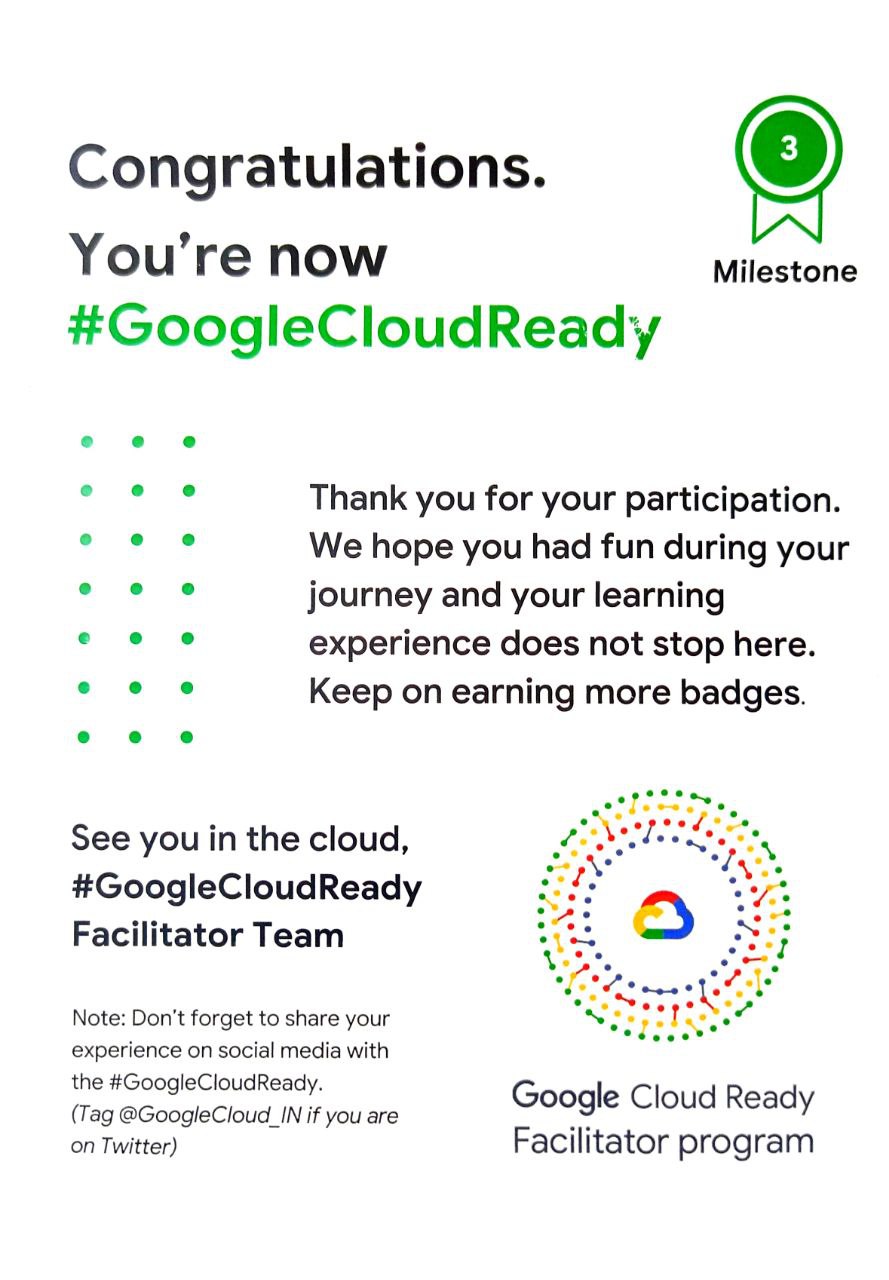 Congratulations.
You’re now
#GoogleCloudReady
3
Milestone
Thank you for your participation.
We hope you had fun during your
journey and your learning
experience does not stop here.
Keep on earning more badges.
See you in the cloud,
#GoogleCloudReady
Facilitator Team
Note: Don’t forget to share your
experience on social media with
the #GoogleCloudReady.
(Tag @GoogleCloud_IN if you are
on Twitter)
Google Cloud Ready
Facilitator program